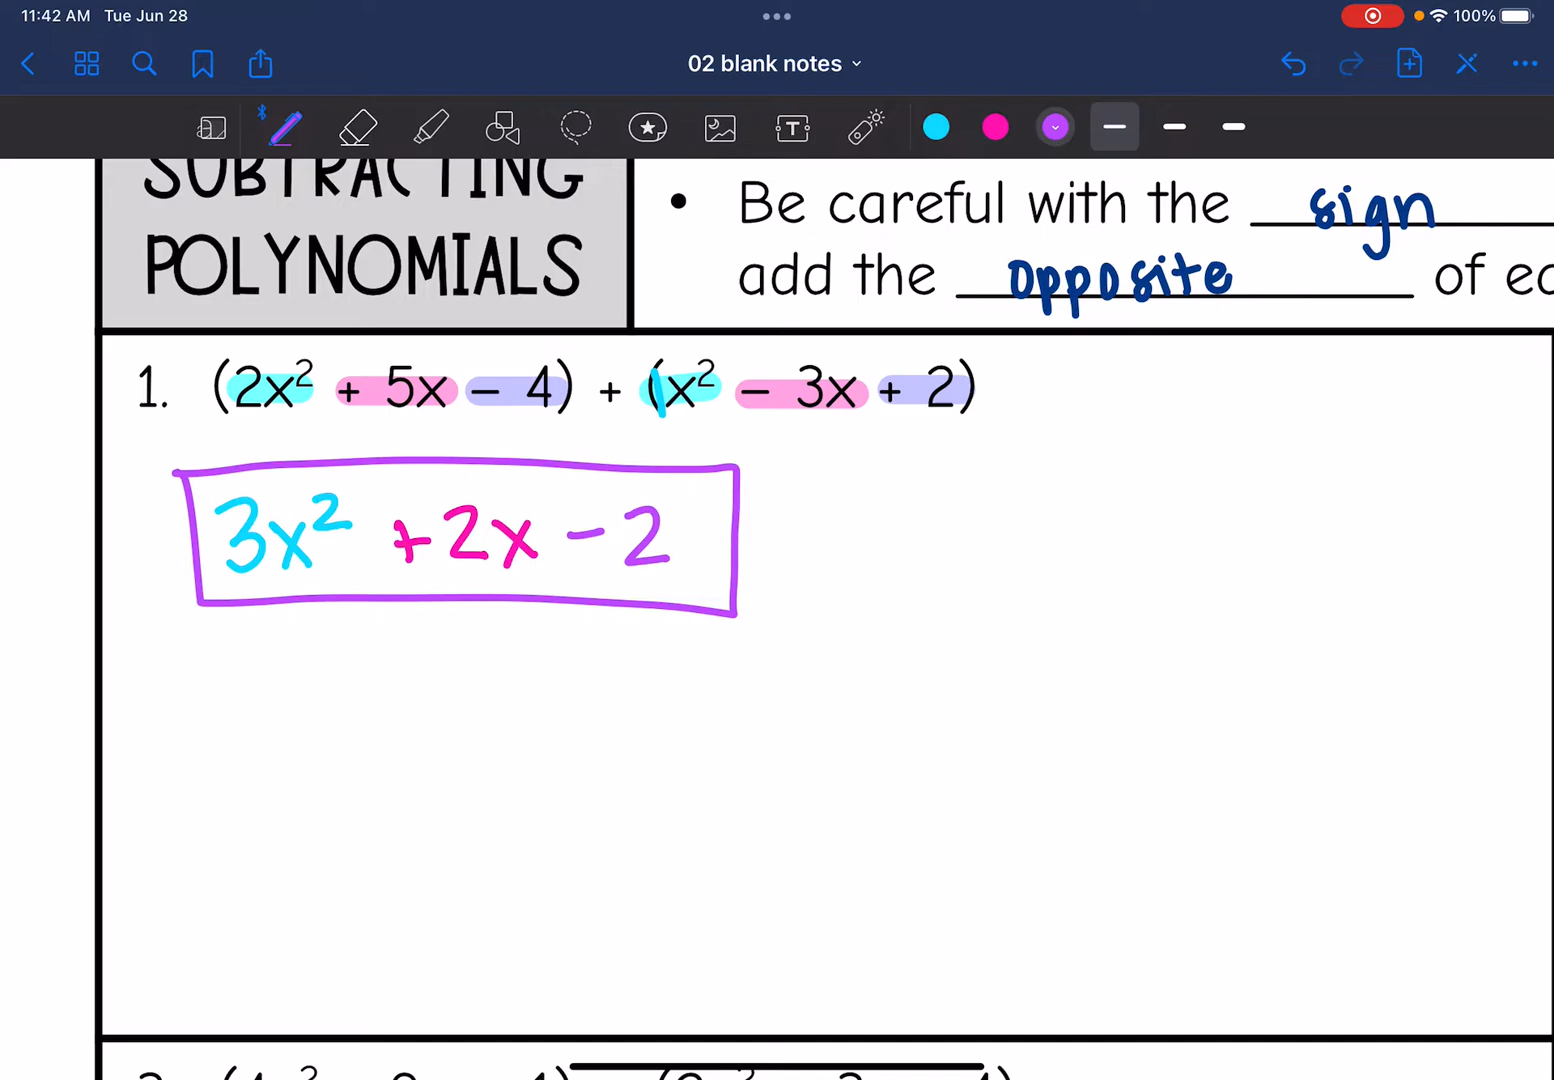 11:42 AM Tue Jun 28
100%
02 blank notes
T
SUBTRACTING
POLYNOMIALS
• Be careful with the sign
add the opposite of ea
1. (2x² + 5x − 4) + (1x² − 3x + 2)
3x² + 2x − 2